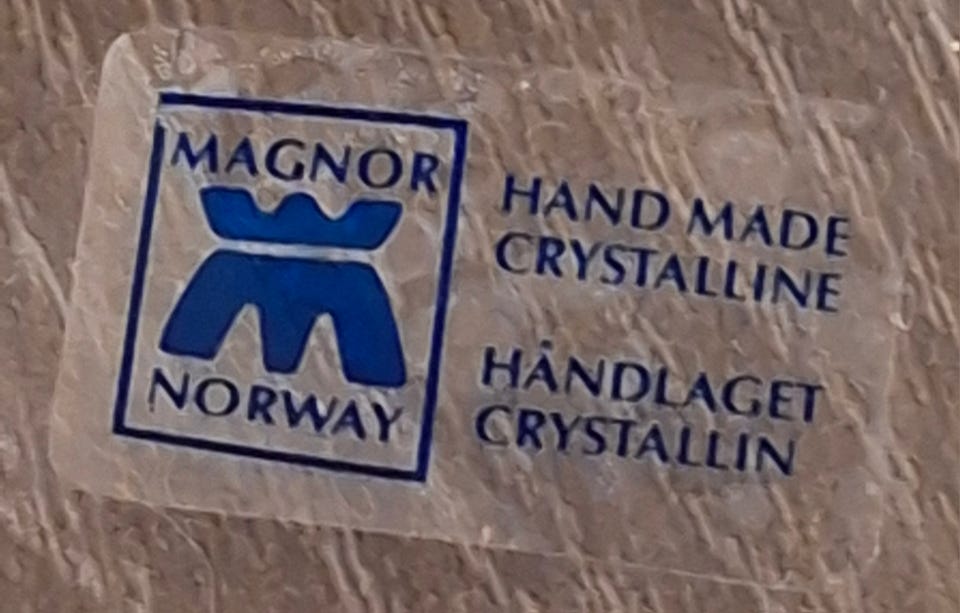 MAGNOR
NORWAY
HAND MADE
CRYSTALLINE
HÅNDLAGET
CRYSTALLIN